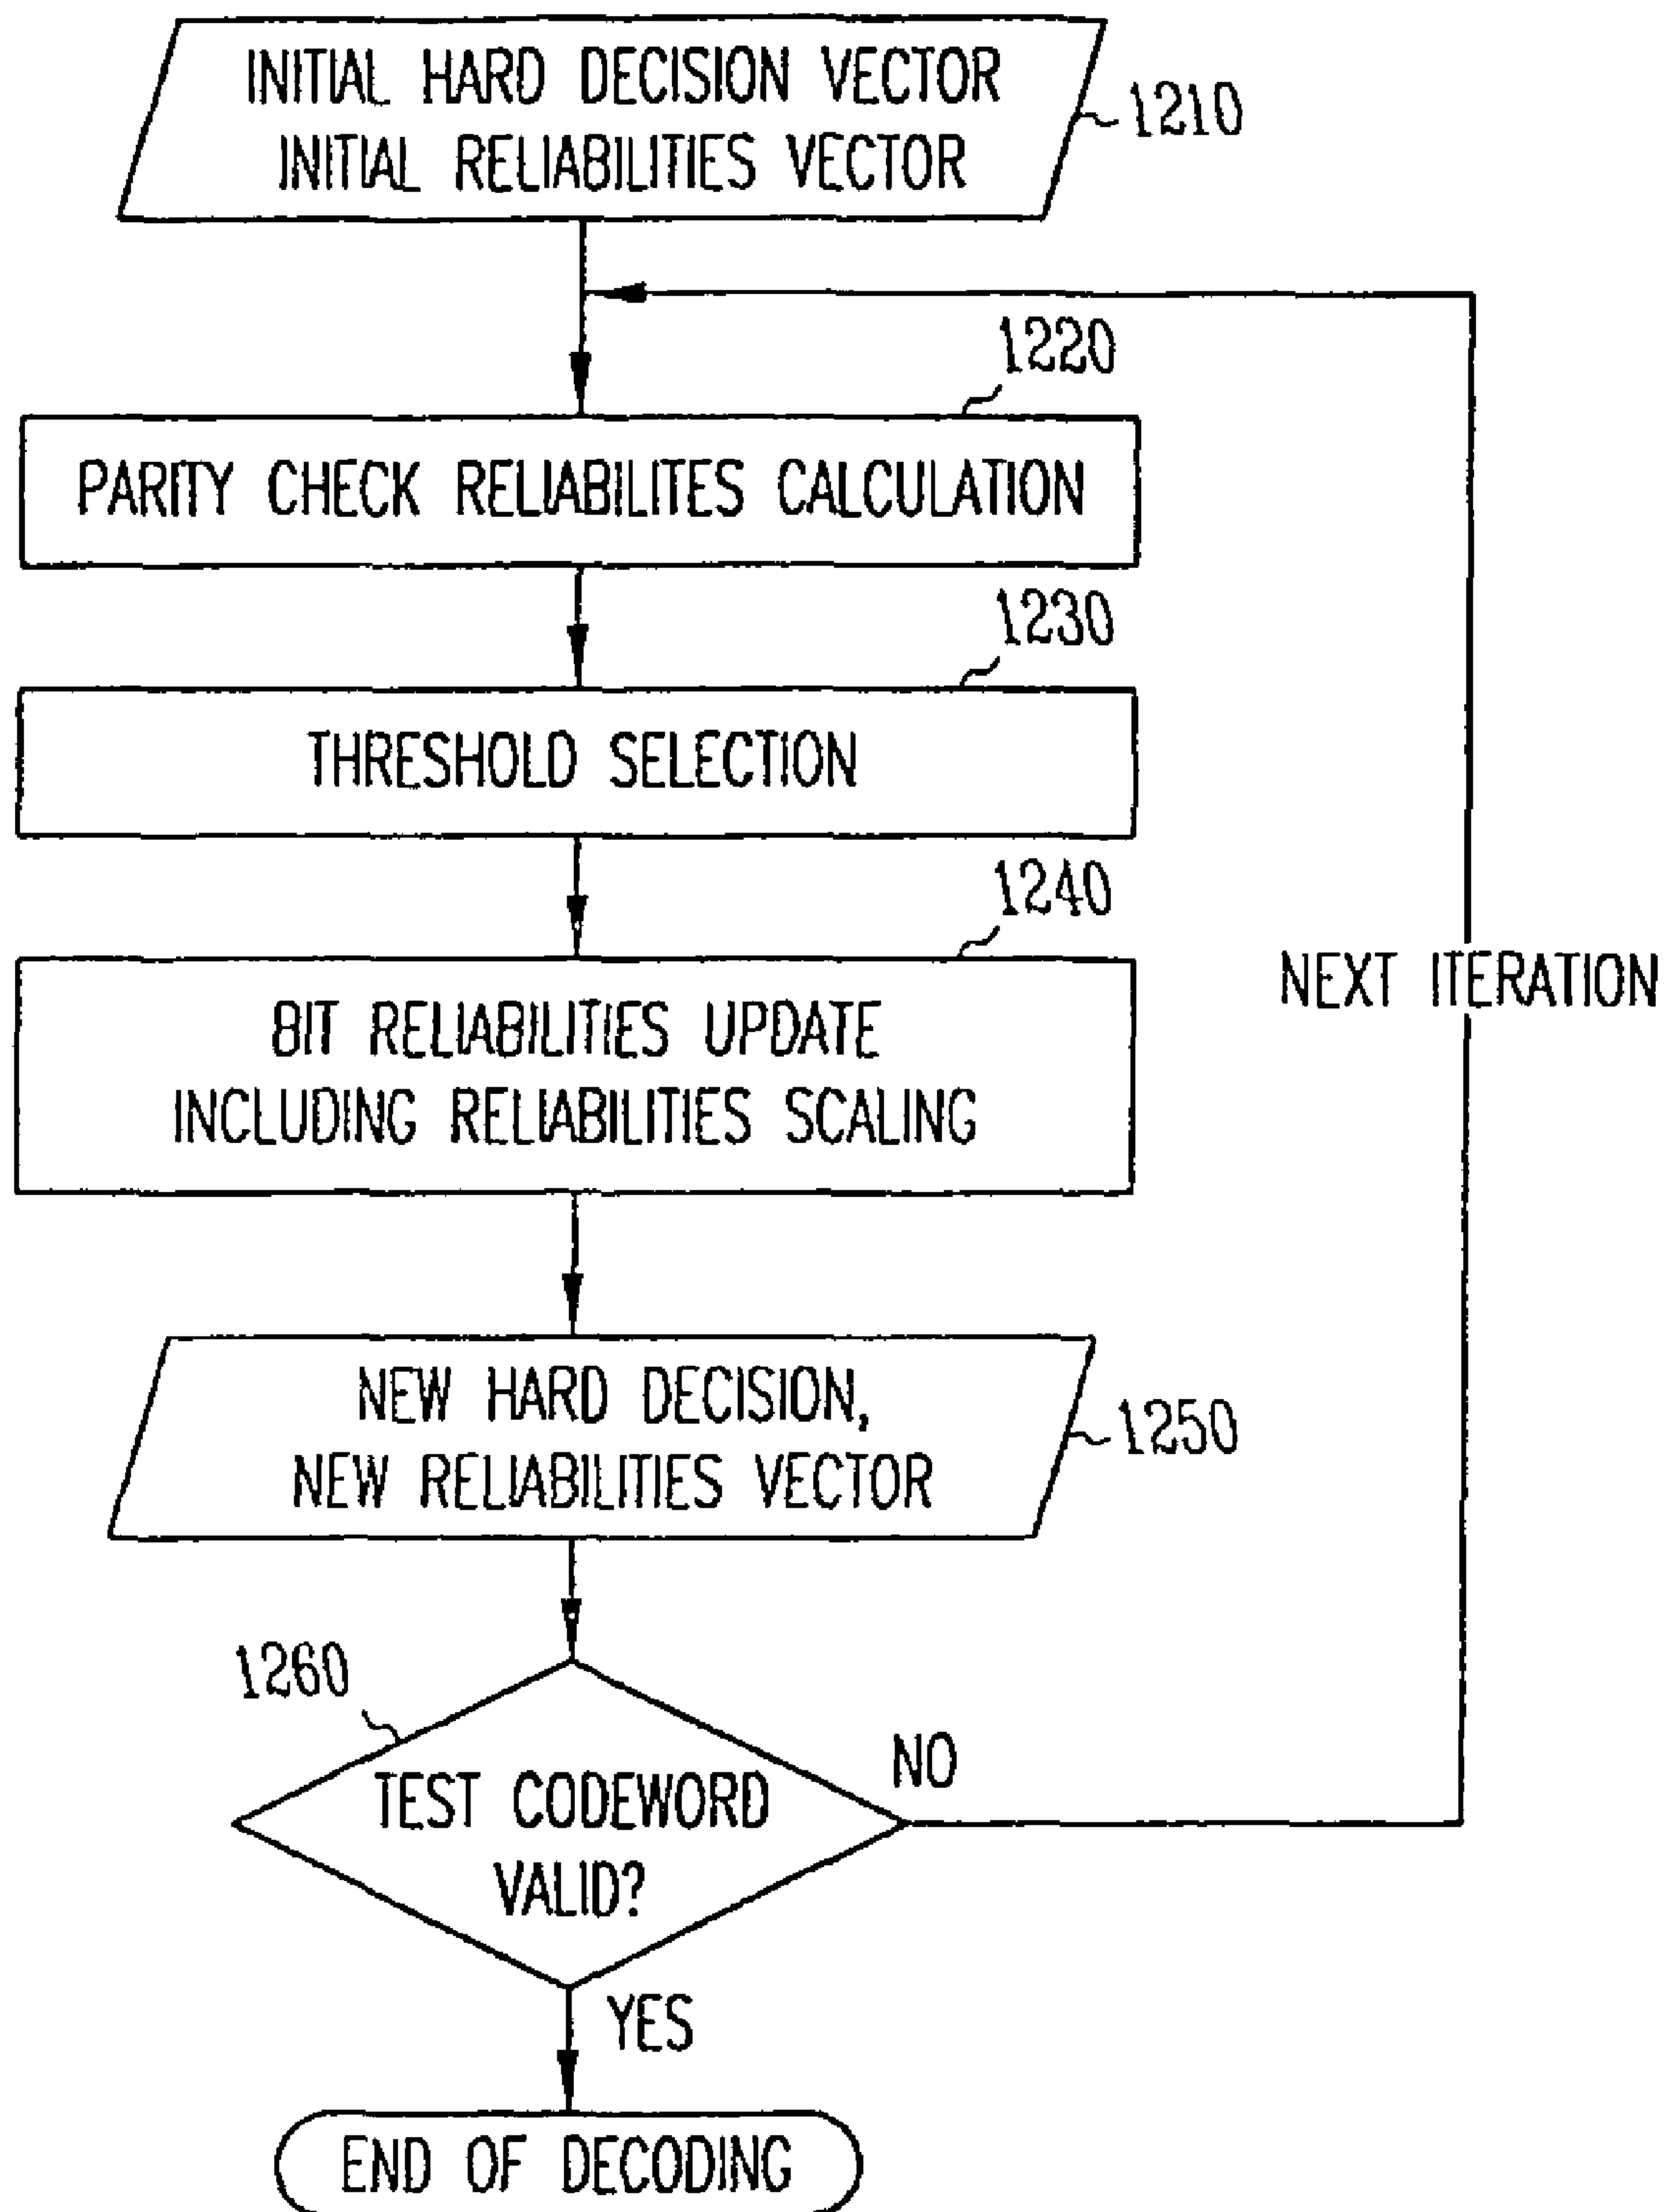 INITIAL HARD DECISION VECTOR
INITIAL RELIABILITIES VECTOR
1210
1220
PARITY CHECK RELIABILITES CALCULATION
1230
THRESHOLD SELECTION
1240
BIT RELIABILITIES UPDATE
INCLUDING RELIABILITIES SCALING
NEXT ITERATION
NEW HARD DECISION,
NEW RELIABILITIES VECTOR
1250
1260
TEST CODEWORD
VALID?
NO
YES
END OF DECODING